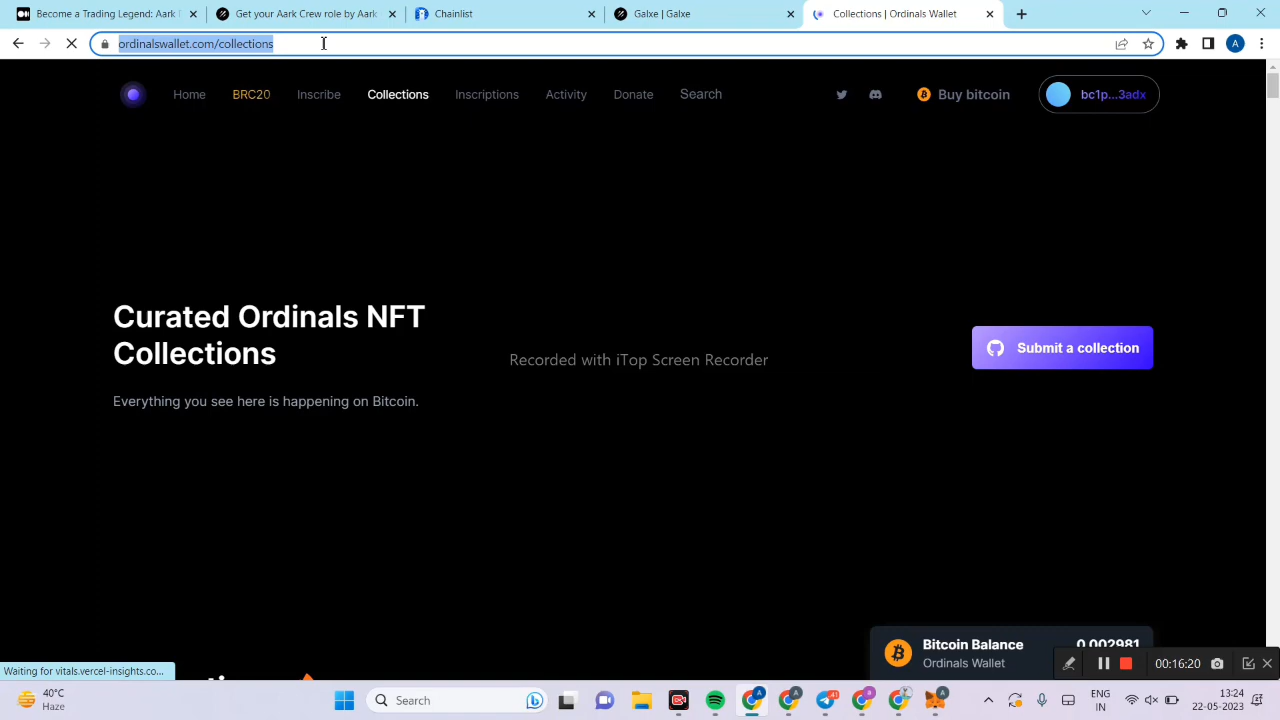 Become a Trading Legend: Aark
Get your Aark Crew role by Aark
Chainlist
Galxe | Galxe
Collections | Ordinals Wallet
ordinalswallet.com/collections
A
Home
BRC20
Inscribe
Collections
Inscriptions
Activity
Donate
Search
Buy bitcoin
bc1p...3adx
Curated Ordinals NFT
Collections
Everything you see here is happening on Bitcoin.
Recorded with iTop Screen Recorder
Submit a collection
Bitcoin Balance
0.002981
Ordinals Wallet
Waiting for vitals.vercel-insights.co...
00:16:20
40°C
Haze
Search
ENG
IN
13:24
22-05-2023